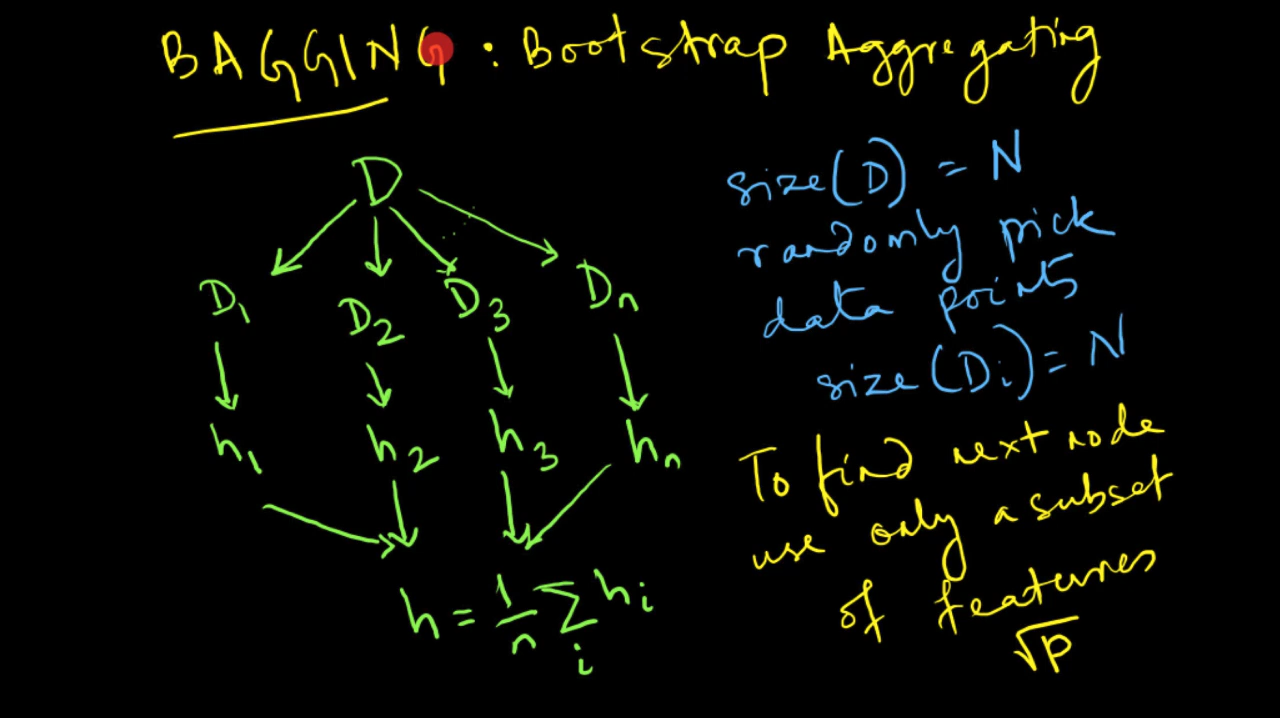 BAGGING : Bootstrap Aggregating
D
D₁ D₂ D₃ Dₙ
h₁ h₂ h₃ hₙ
h = 1/n ∑ᵢ hᵢ
size(D) = N
randomly pick
data points
size(Dᵢ) = N
To find next node
use only a subset
of features
√p